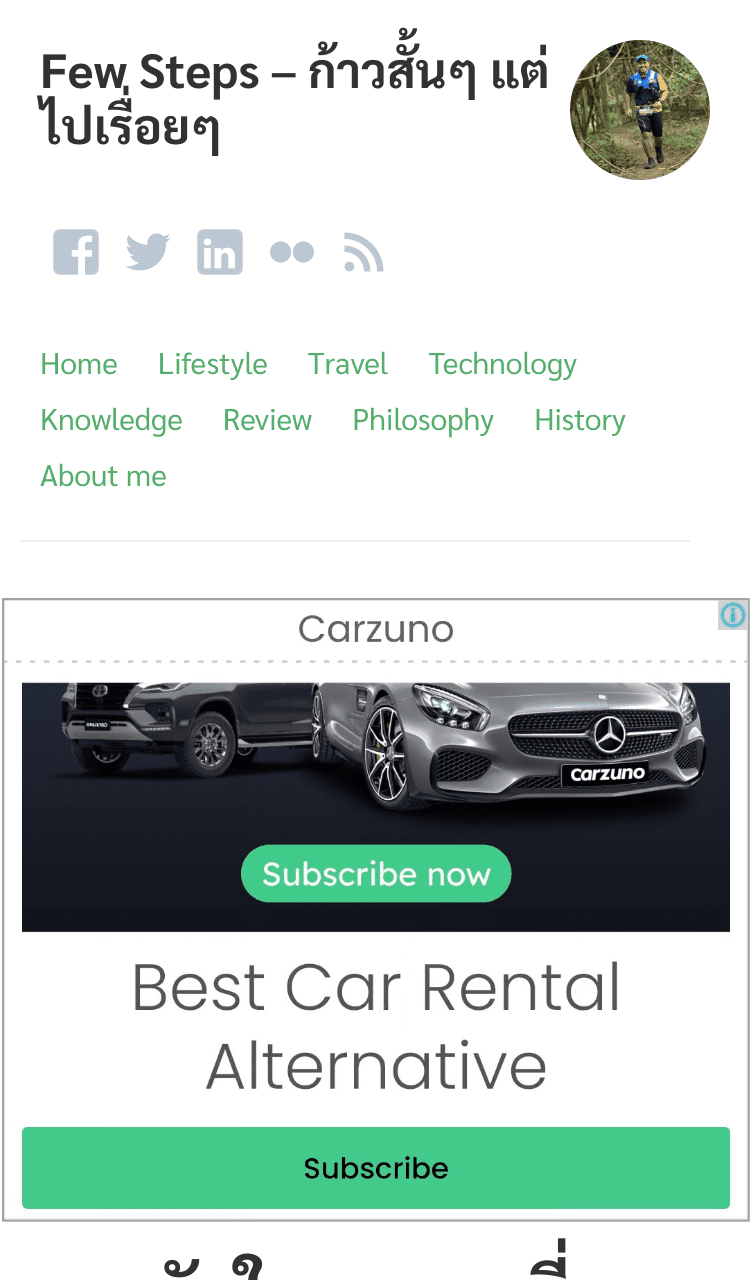 Few Steps – ก้าวสั้นๆ แต่
ไปเรื่อยๆ
Home Lifestyle Travel Technology
Knowledge Review Philosophy History
About me
Carzuno
carzuno
Subscribe now
Best Car Rental
Alternative
Subscribe